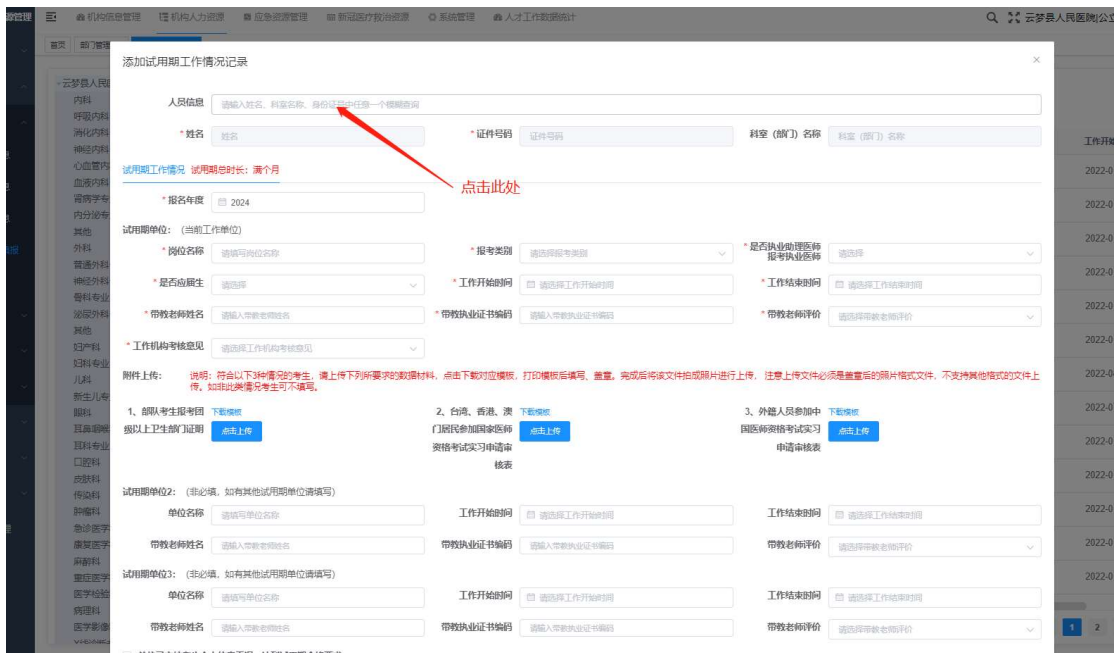 源管理 机构信息管理 机构人力资源 应急资源管理 新冠医疗救治资源 系统管理 人才工作数据统计 云梦县人民医院|公立
首页 部门管理
添加试用期工作情况记录 ×
云梦县人民医
内科
呼吸内科
消化内科
神经内科
心血管内
血液内科
肾病学专
内分泌专
其他
外科
普通外科
神经外科
骨科专业
泌尿外科
其他
妇产科
妇科专业
儿科
新生儿专
眼科
耳鼻咽喉
耳科专业
口腔科
皮肤科
传染科
肿瘤科
急诊医学
康复医学
麻醉科
重症医学
医学检验
病理科
医学影像
人员信息 请输入姓名、科室名称、身份证号中任意一个模糊查询
*姓名 姓名 *证件号码 证件号码 科室（部门）名称 科室（部门）名称
试用期工作情况 试用期总时长：满个月
点击此处
*报名年度 2024
试用期单位：（当前工作单位）
*岗位名称 请填写岗位名称 *报考类别 请选择报考类别 *是否执业助理医师报考执业医师 请选择
*是否应届生 请选择 *工作开始时间 请选择工作开始时间 *工作结束时间 请选择工作结束时间
*带教老师姓名 请输入带教老师姓名 *带教执业证书编码 请输入带教执业证书编码 *带教老师评价 请选择带教老师评价
*工作机构考核意见 请选择工作机构考核意见
附件上传： 说明：符合以下3种情况的考生，请上传下列所要求的数据材料，点击下载对应模板，打印模板后填写、盖章。完成后将该文件拍成照片进行上传， 注意上传文件必须是盖章后的照片格式文件，不支持其他格式的文件上
传。如非此类情况考生可不填写。
1、部队考生报考团 下载模板 2、台湾、香港、澳 下载模板 3、外籍人员参加中 下载模板
级以上卫生部门证明 点击上传 门居民参加国家医师 点击上传 国医师资格考试实习 点击上传
资格考试实习申请审 申请审核表
核表
试用期单位2：（非必填，如有其他试用期单位请填写）
单位名称 请填写单位名称 工作开始时间 请选择工作开始时间 工作结束时间 请选择工作结束时间
带教老师姓名 请输入带教老师姓名 带教执业证书编码 请输入带教执业证书编码 带教老师评价 请选择带教老师评价
试用期单位3：（非必填，如有其他试用期单位请填写）
单位名称 请填写单位名称 工作开始时间 请选择工作开始时间 工作结束时间 请选择工作结束时间
带教老师姓名 请输入带教老师姓名 带教执业证书编码 请输入带教执业证书编码 带教老师评价 请选择带教老师评价
工作开始
2022-0
2022-0
2022-0
2022-0
2022-0
2022-0
2022-0
2022-0
2022-0
2022-0
2022-0
2022-0
2022-0
1 2